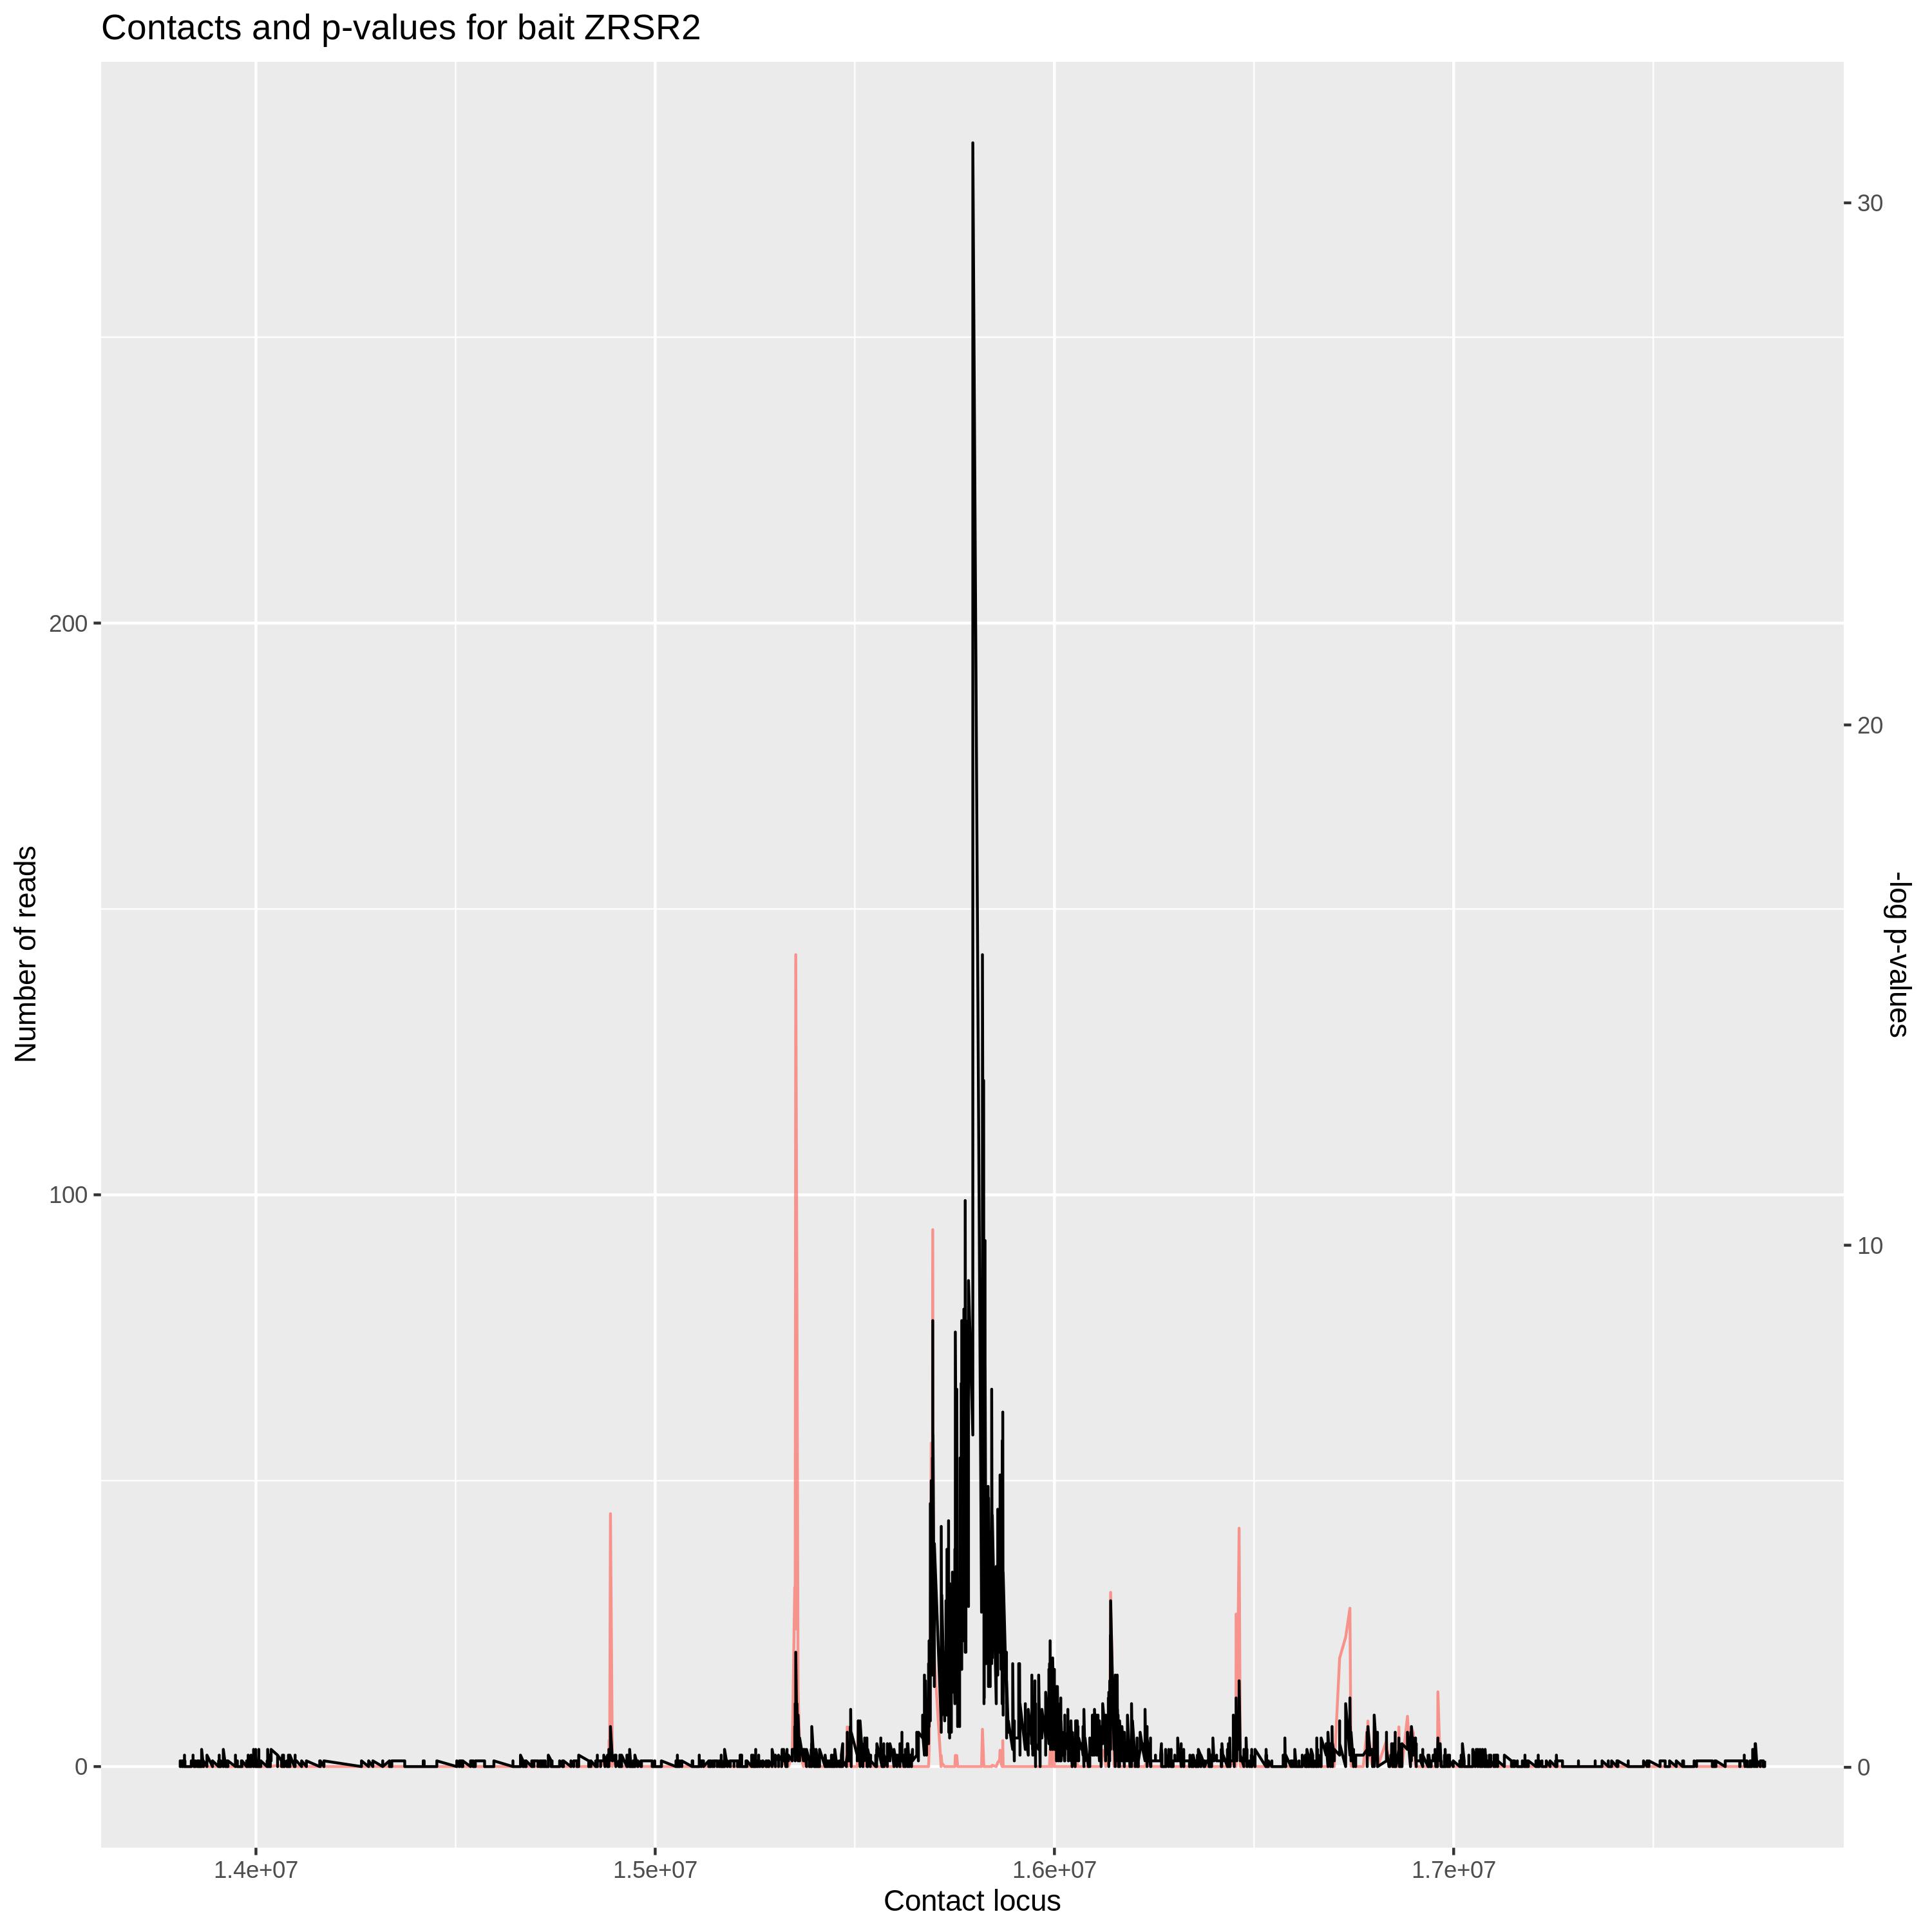 Contacts and p-values for bait ZRSR2
Number of reads
200
100
0
30
20
10
0
-log p-values
1.4e+07 1.5e+07 1.6e+07 1.7e+07
Contact locus